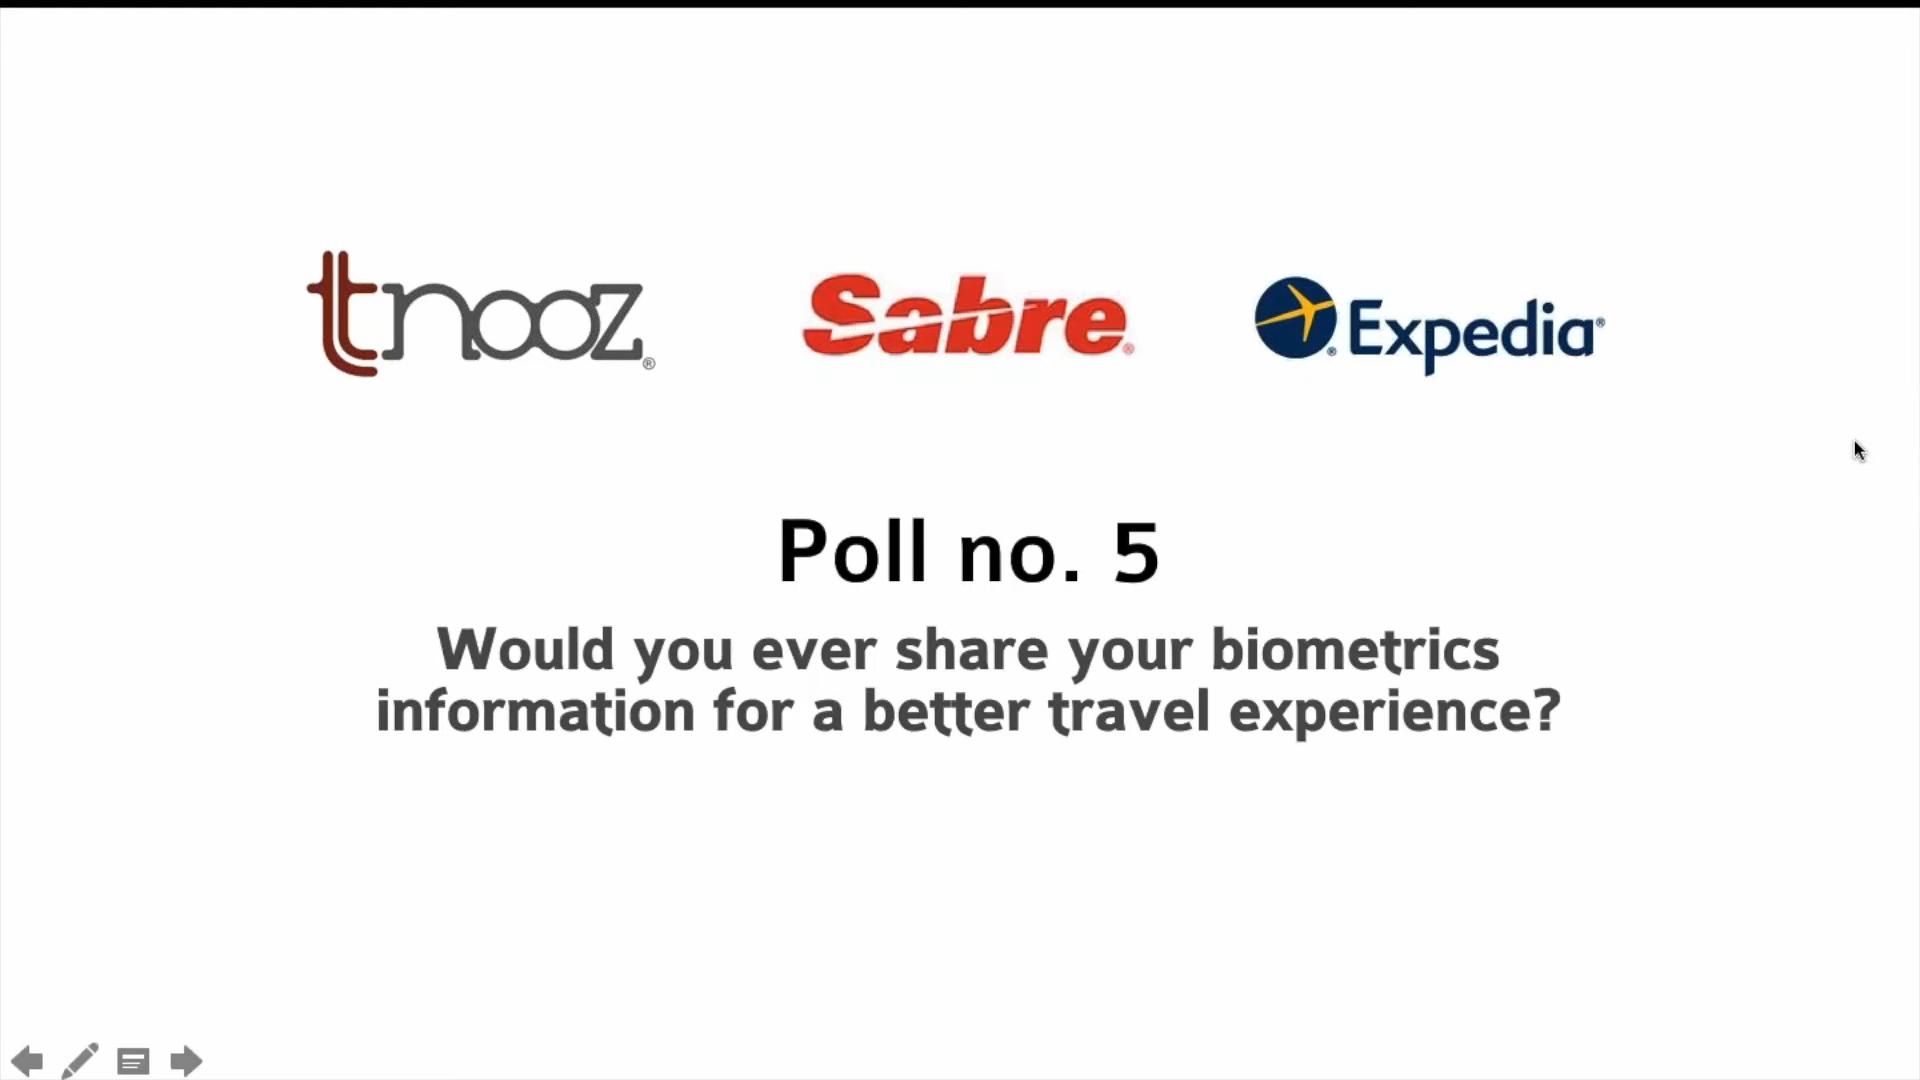 tnooz®
Sabre®
Expedia®
Poll no. 5
Would you ever share your biometrics
information for a better travel experience?